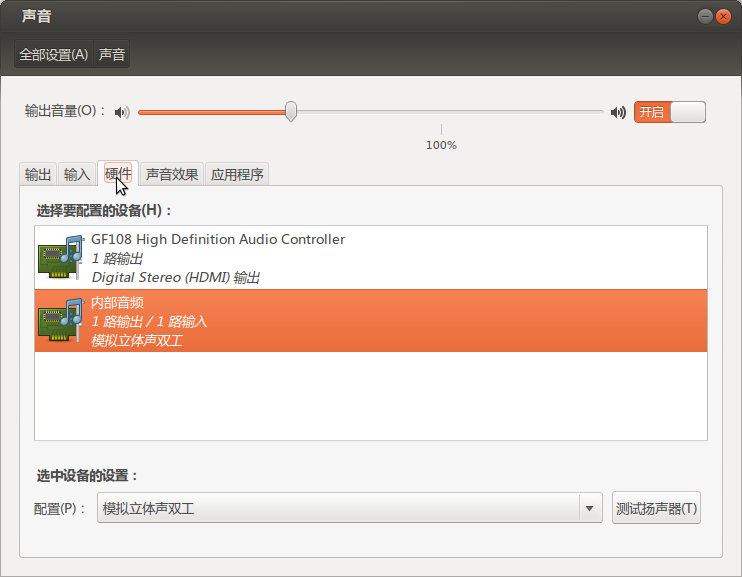 声音
全部设置(A) 声音
输出音量(O)： 开启
100%
输出 输入 硬件 声音效果 应用程序
选择要配置的设备(H)：
GF108 High Definition Audio Controller
1 路输出
Digital Stereo (HDMI) 输出
内部音频
1 路输出 / 1 路输入
模拟立体声双工
选中设备的设置：
配置(P)： 模拟立体声双工 测试扬声器(T)